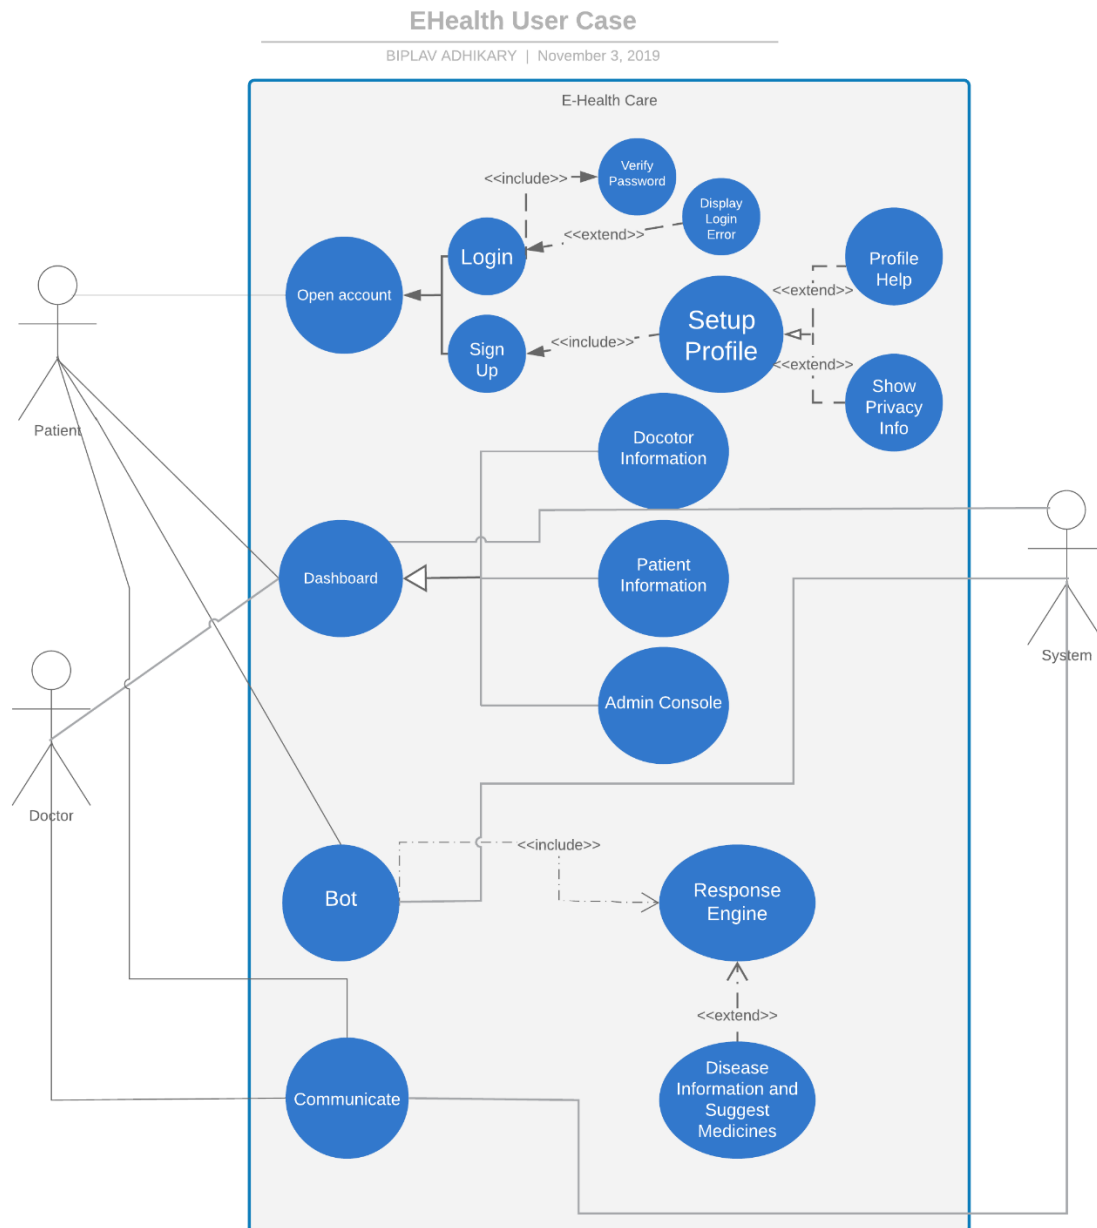 EHealth User Case
BIPLAV ADHIKARY | November 3, 2019
E-Health Care
Verify
Password
<<include>>
Display
Login
Error
<<extend>>
Login
Profile
Help
Open account
<<extend>>
Setup
Profile
Sign
Up
<<include>>
<<extend>>
Show
Privacy
Info
Patient
Docotor
Information
Dashboard
Patient
Information
System
Admin Console
Doctor
<<include>>
Bot
Response
Engine
<<extend>>
Communicate
Disease
Information and
Suggest
Medicines